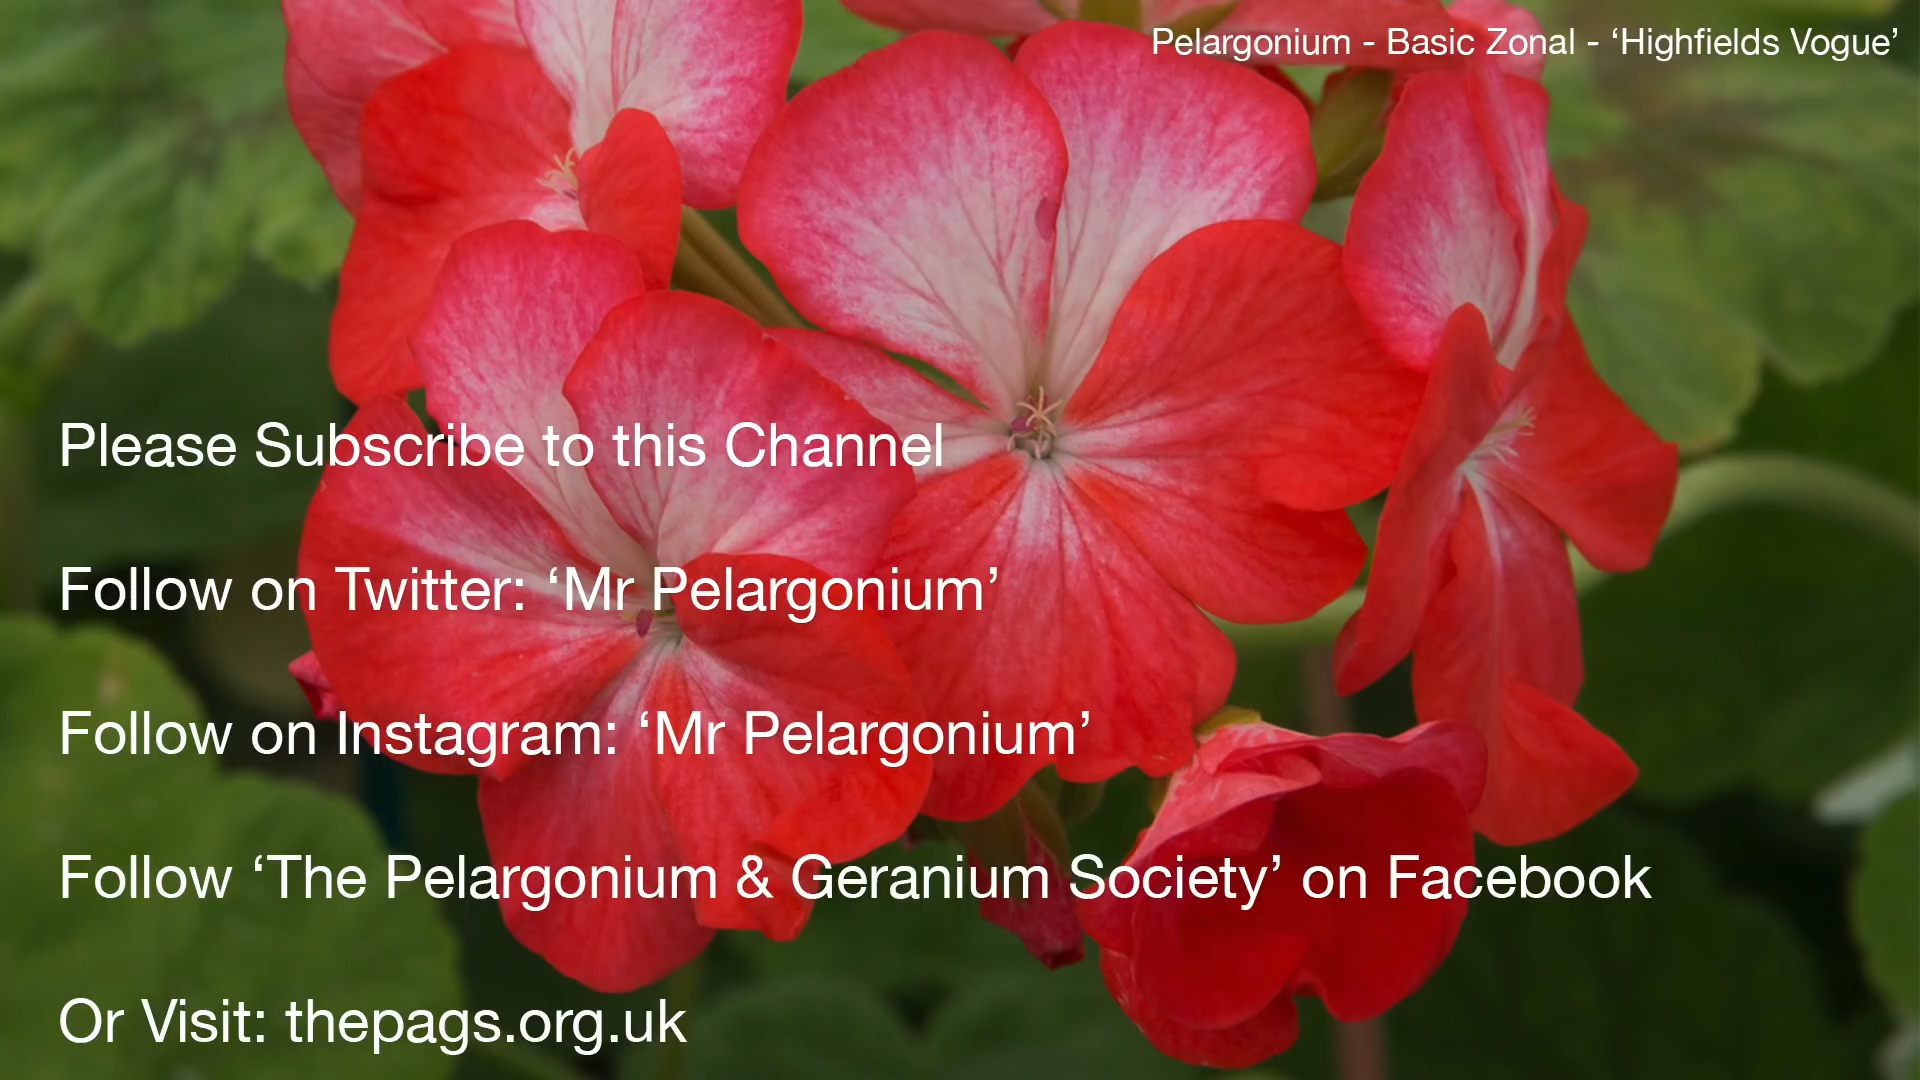 Pelargonium - Basic Zonal - ‘Highfields Vogue’
Please Subscribe to this Channel
Follow on Twitter: ‘Mr Pelargonium’
Follow on Instagram: ‘Mr Pelargonium’
Follow ‘The Pelargonium & Geranium Society’ on Facebook
Or Visit: thepags.org.uk